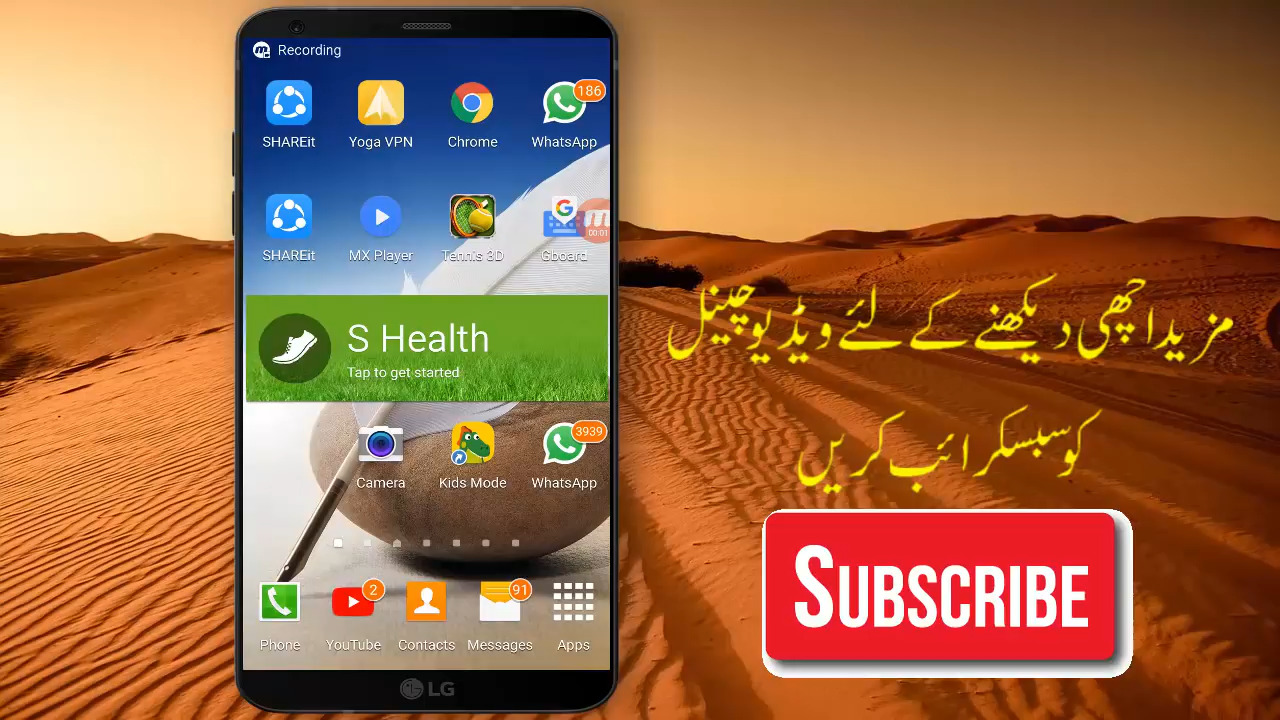 Recording
186
SHAREit
Yoga VPN
Chrome
WhatsApp
00:01
SHAREit
MX Player
Tennis 3D
Gboard
S Health
Tap to get started
3939
Camera
Kids Mode
WhatsApp
2
91
Phone
YouTube
Contacts
Messages
Apps
LG
مزید اچھی دیکھنے کے لئے ویڈیو چینل
کو سبسکرائب کریں
SUBSCRIBE